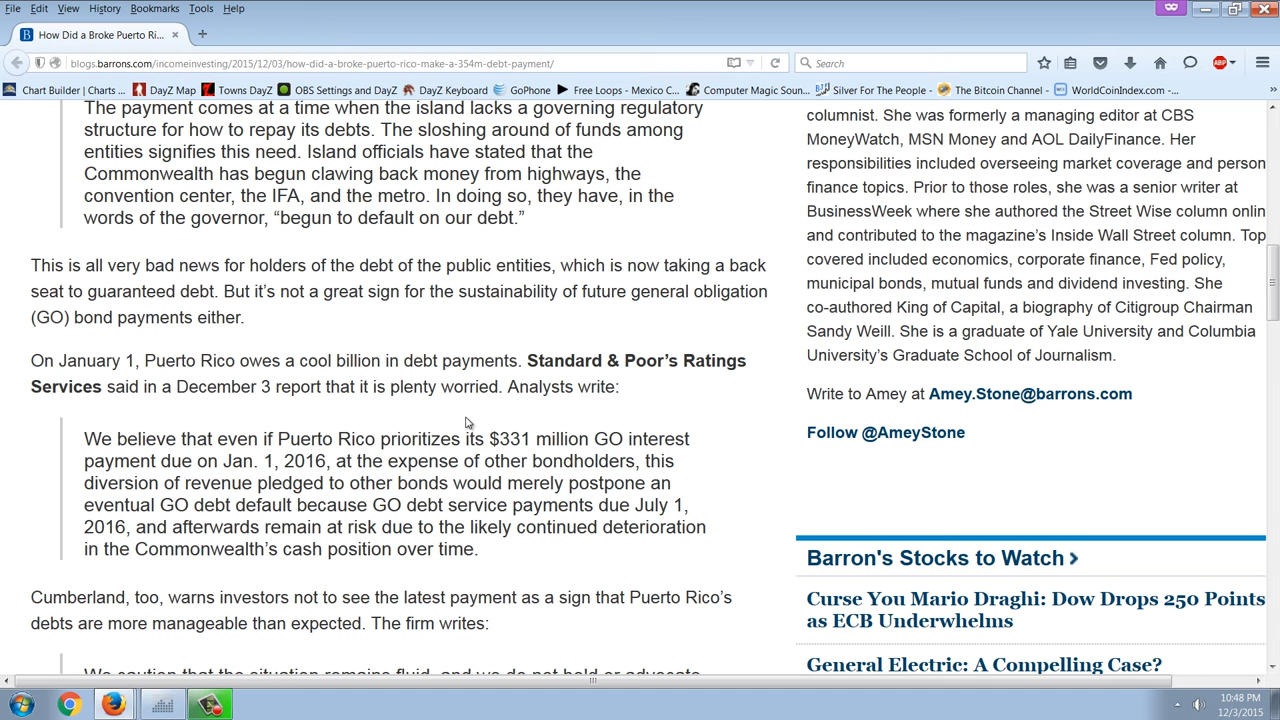 File Edit View History Bookmarks Tools Help
How Did a Broke Puerto Ri...
blogs.barrons.com/incomeinvesting/2015/12/03/how-did-a-broke-puerto-rico-make-a-354m-debt-payment/
Search
Chart Builder | Charts ... DayZ Map Towelie DayZ OBS Settings and DayZ DayZ Keyboard GoPhone Free Loops - Mexico C... Computer Magic Soun... Silver For The People - ... The Bitcoin Channel - ... WorldCoinIndex.com -...
The payment comes at a time when the island lacks a governing regulatory
structure for how to repay its debts. The sloshing around of funds among
entities signifies this need. Island officials have stated that the
Commonwealth has begun clawing back money from highways, the
convention center, the IFA, and the metro. In doing so, they have, in the
words of the governor, “begun to default on our debt.”
This is all very bad news for holders of the debt of the public entities, which is now taking a back
seat to guaranteed debt. But it’s not a great sign for the sustainability of future general obligation
(GO) bond payments either.
On January 1, Puerto Rico owes a cool billion in debt payments. Standard & Poor’s Ratings
Services said in a December 3 report that it is plenty worried. Analysts write:
We believe that even if Puerto Rico prioritizes its $331 million GO interest
payment due on Jan. 1, 2016, at the expense of other bondholders, this
diversion of revenue pledged to other bonds would merely postpone an
eventual GO debt default because GO debt service payments due July 1,
2016, and afterwards remain at risk due to the likely continued deterioration
in the Commonwealth’s cash position over time.
Cumberland, too, warns investors not to see the latest payment as a sign that Puerto Rico’s
debts are more manageable than expected. The firm writes:
We caution that the situation remains fluid, and we do not hold or advocate
columnist. She was formerly a managing editor at CBS
MoneyWatch, MSN Money and AOL DailyFinance. Her
responsibilities included overseeing market coverage and person
finance topics. Prior to those roles, she was a senior writer at
BusinessWeek where she authored the Street Wise column onlin
and contributed to the magazine’s Inside Wall Street column. Top
covered included economics, corporate finance, Fed policy,
municipal bonds, mutual funds and dividend investing. She
co-authored King of Capital, a biography of Citigroup Chairman
Sandy Weill. She is a graduate of Yale University and Columbia
University’s Graduate School of Journalism.
Write to Amey at Amey.Stone@barrons.com
Follow @AmeyStone
Barron's Stocks to Watch
Curse You Mario Draghi: Dow Drops 250 Points
as ECB Underwhelms
General Electric: A Compelling Case?
10:48 PM
12/3/2015